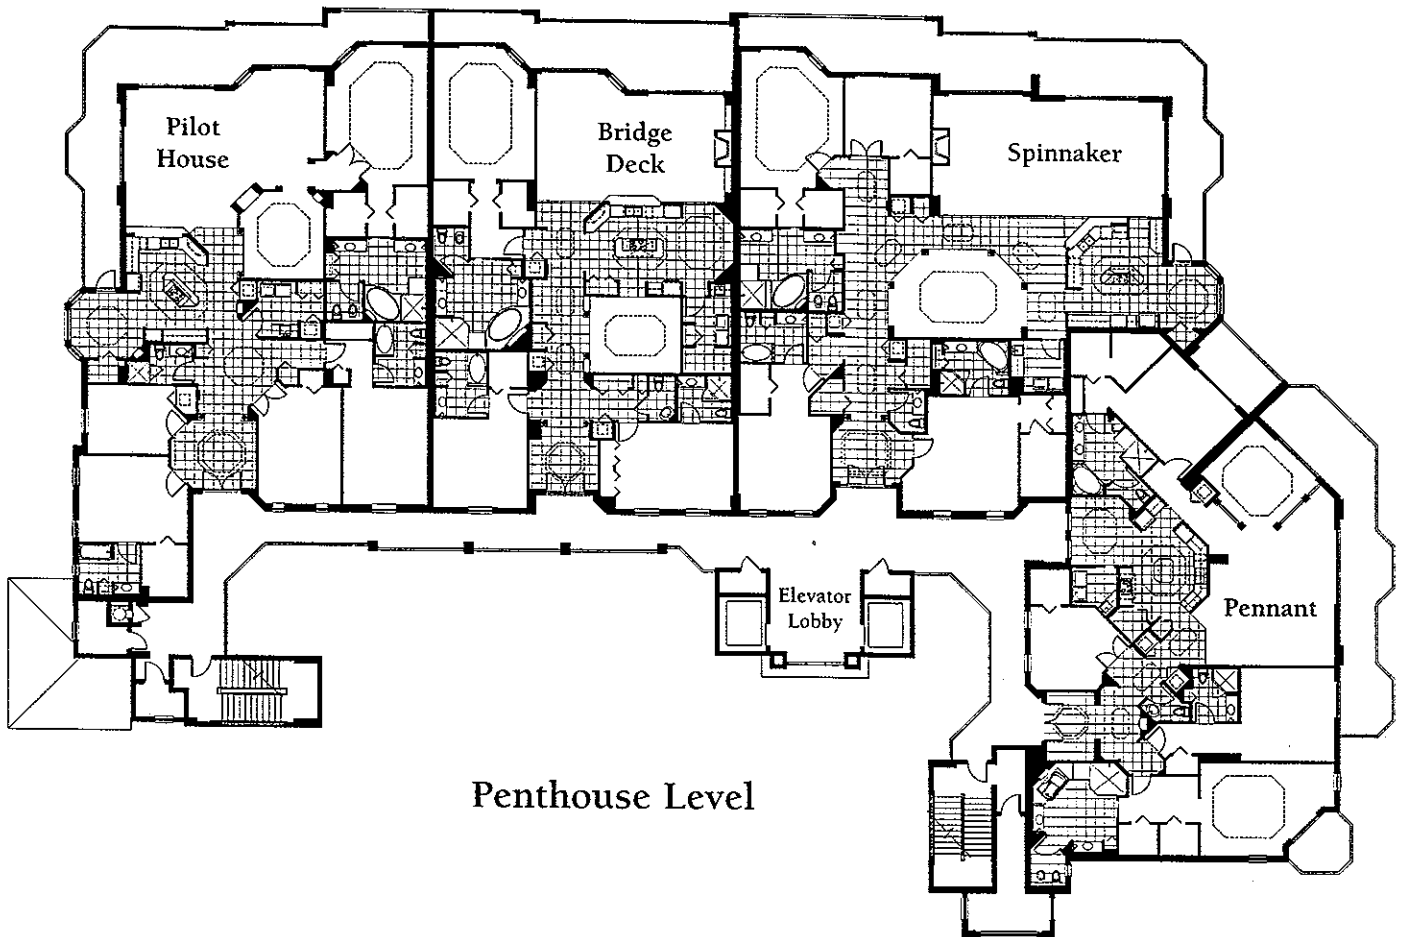 Pilot
House
Bridge
Deck
Spinnaker
Elevator
Lobby
Pennant
Penthouse Level